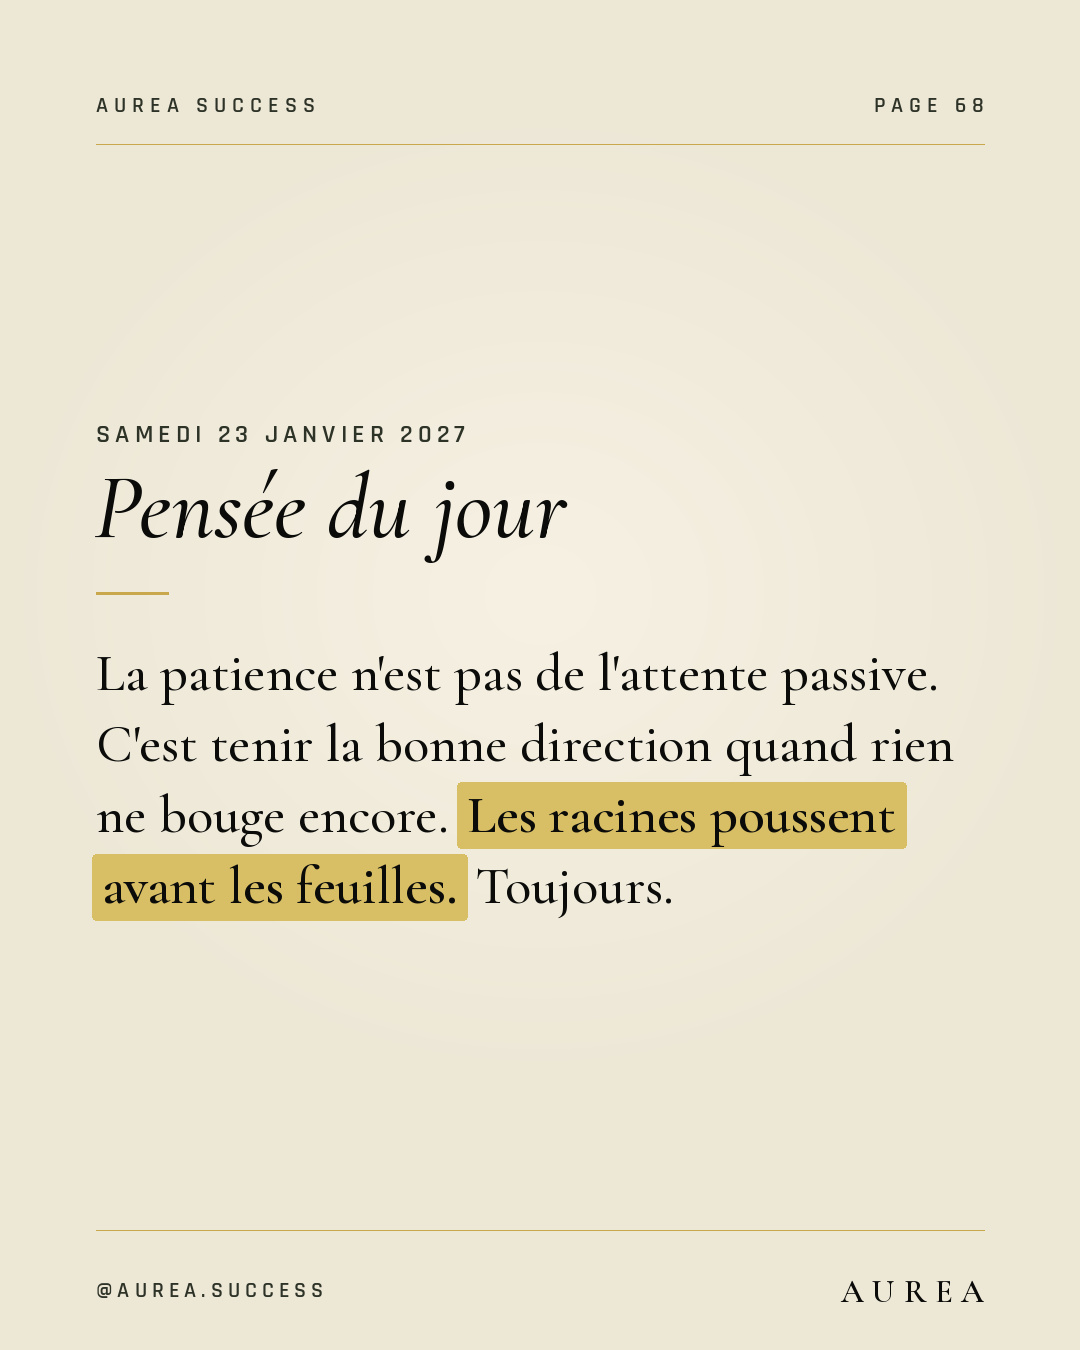 AUREA SUCCESS
PAGE 68
SAMEDI 23 JANVIER 2027
Pensée du jour
La patience n'est pas de l'attente passive.
C'est tenir la bonne direction quand rien
ne bouge encore. Les racines poussent
avant les feuilles. Toujours.
@AUREA.SUCCESS
AUREA